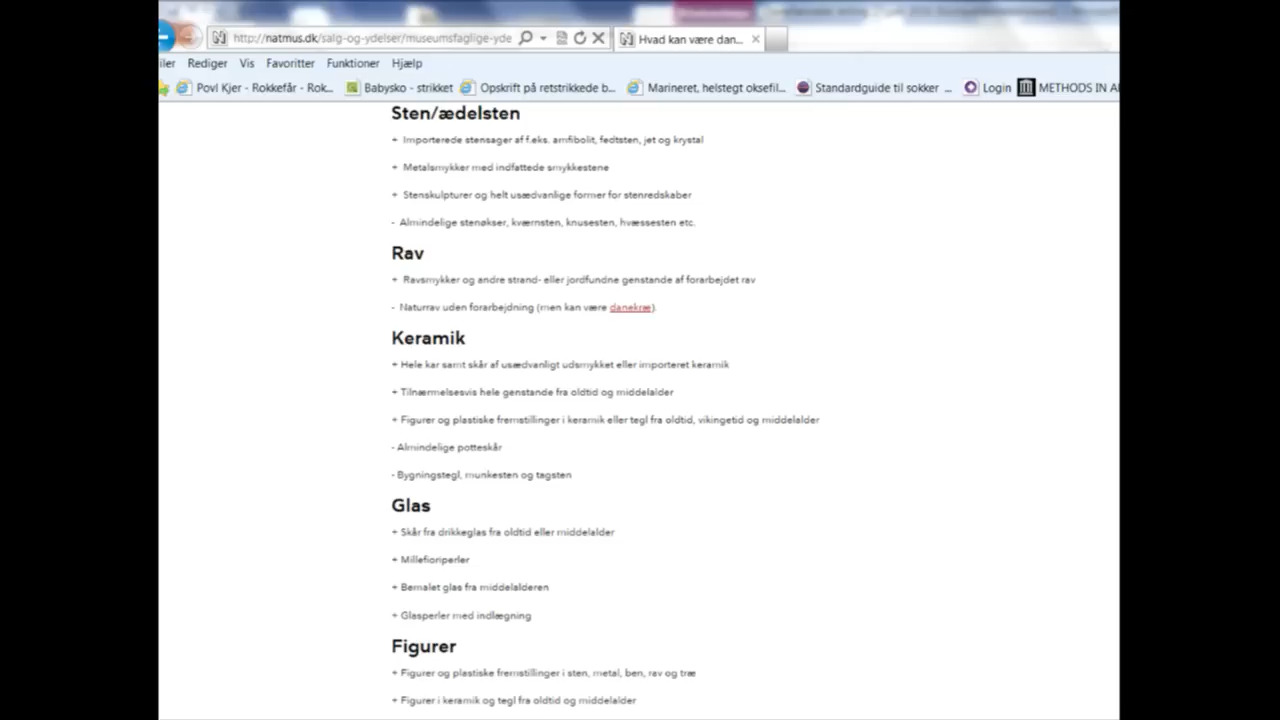 http://natmus.dk/salg-og-ydelser/museumsfaglige-yde
Hvad kan være dan...
iler Rediger Vis Favoritter Funktioner Hjælp
Povl Kjer - Rokkefår - Rok... Babysko - strikket Opskrift på retstrikkede b... Marineret, helstegt oksefil... Standardguide til sokker ... Login METHODS IN AI
Sten/ædelsten
+ Importerede stensager af f.eks. amfibolit, fedtsten, jet og krystal
+ Metalsmykker med indfattede smykkestene
+ Stenskulpturer og helt usædvanlige former for stenredskaber
- Almindelige stenøkser, kværnsten, knusesten, hvæssesten etc.
Rav
+ Ravsmykker og andre strand- eller jordfundne genstande af forarbejdet rav
- Naturrav uden forarbejdning (men kan være danekræ).
Keramik
+ Hele kar samt skår af usædvanligt udsmykket eller importeret keramik
+ Tilnærmelsesvis hele genstande fra oldtid og middelalder
+ Figurer og plastiske fremstillinger i keramik eller tegl fra oldtid, vikingetid og middelalder
- Almindelige potteskår
- Bygningstegl, munkesten og tagsten
Glas
+ Skår fra drikkeglas fra oldtid eller middelalder
+ Millefioriperler
+ Bemalet glas fra middelalderen
+ Glasperler med indlægning
Figurer
+ Figurer og plastiske fremstillinger i sten, metal, ben, rav og træ
+ Figurer i keramik og tegl fra oldtid og middelalder